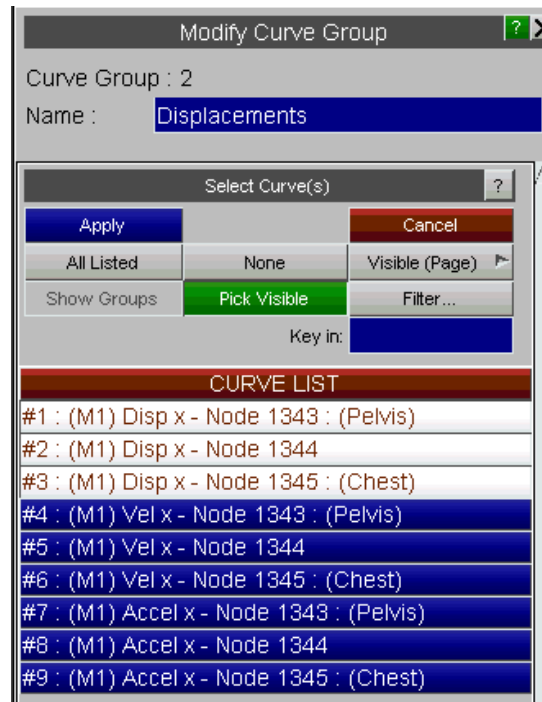 Modify Curve Group ? X
Curve Group : 2
Name : Displacements
Select Curve(s) ?
Apply Cancel
All Listed None Visible (Page)
Show Groups Pick Visible Filter...
Key in:
CURVE LIST
#1 : (M1) Disp x - Node 1343 : (Pelvis)
#2 : (M1) Disp x - Node 1344
#3 : (M1) Disp x - Node 1345 : (Chest)
#4 : (M1) Vel x - Node 1343 : (Pelvis)
#5 : (M1) Vel x - Node 1344
#6 : (M1) Vel x - Node 1345 : (Chest)
#7 : (M1) Accel x - Node 1343 : (Pelvis)
#8 : (M1) Accel x - Node 1344
#9 : (M1) Accel x - Node 1345 : (Chest)